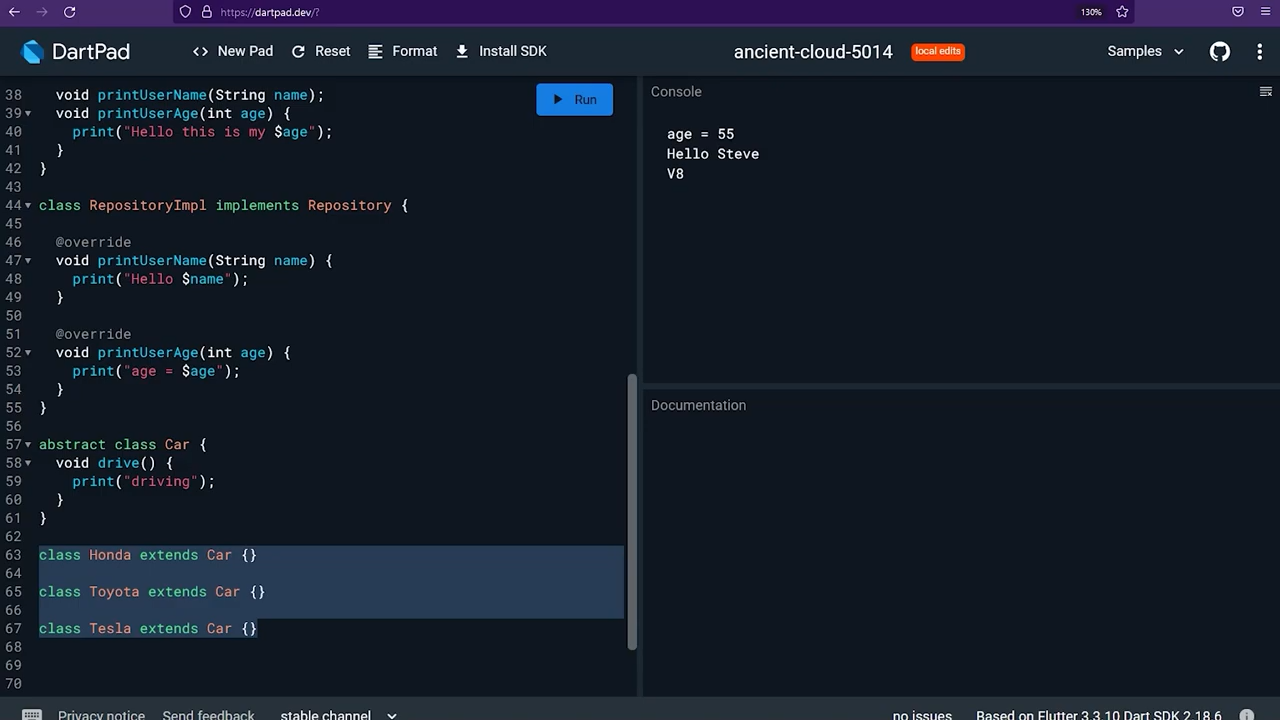 https://dartpad.dev/?
130%
DartPad
New Pad
Reset
Format
Install SDK
ancient-cloud-5014
local edits
Samples
38 void printUserName(String name);
39 void printUserAge(int age) {
40 print("Hello this is my $age");
41 }
42 }
43
44 class RepositoryImpl implements Repository {
45
46 @override
47 void printUserName(String name) {
48 print("Hello $name");
49 }
50
51 @override
52 void printUserAge(int age) {
53 print("age = $age");
54 }
55 }
56
57 abstract class Car {
58 void drive() {
59 print("driving");
60 }
61 }
62
63 class Honda extends Car {}
64
65 class Toyota extends Car {}
66
67 class Tesla extends Car {}
68
69
70
Run
Console
age = 55
Hello Steve
V8
Documentation
Privacy notice
Send feedback
stable channel
no issues
Based on Flutter 3.3.10 Dart SDK 2.18.6